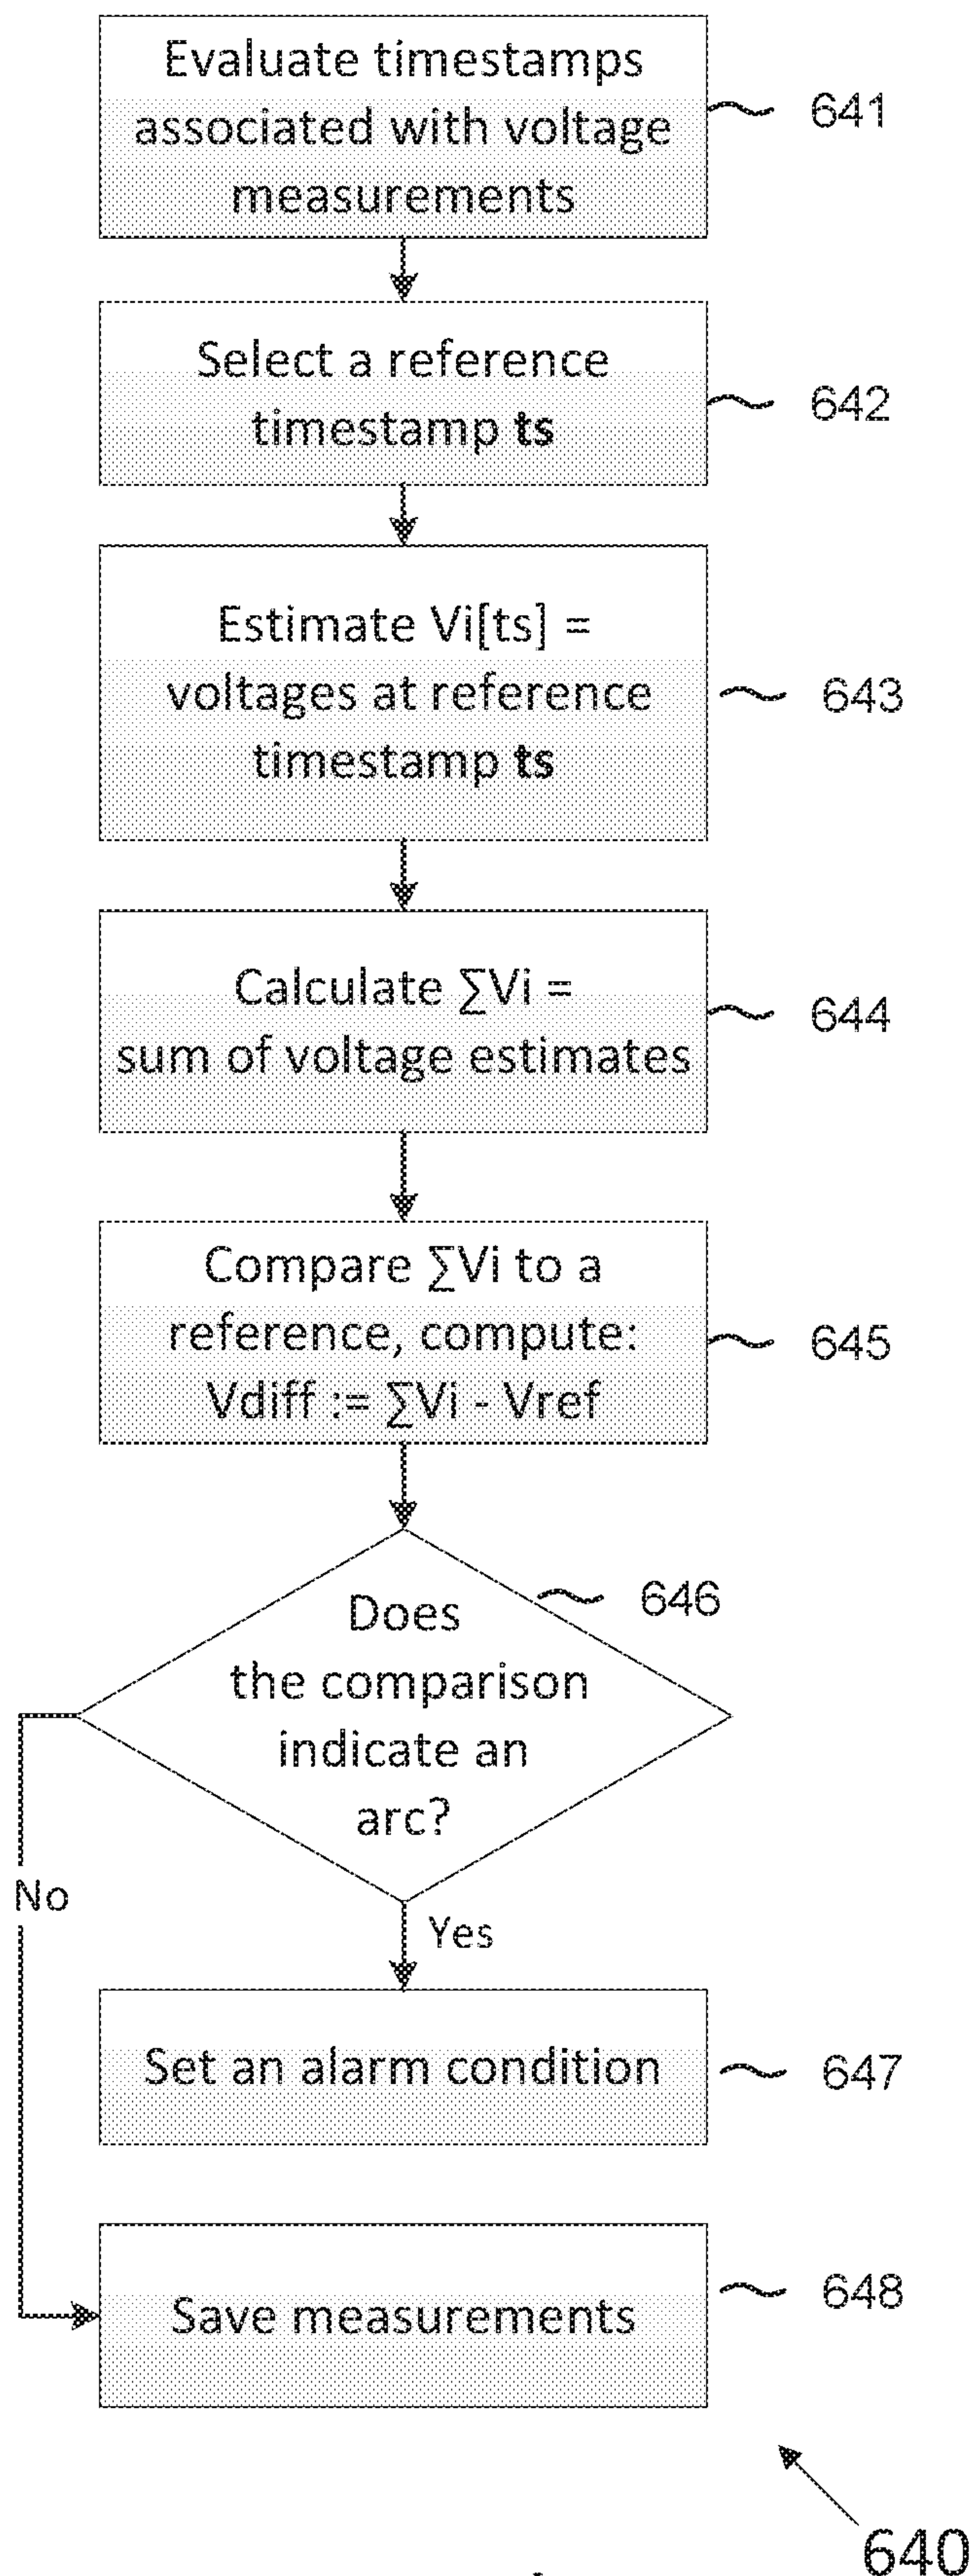 Evaluate timestamps
associated with voltage
measurements
641
Select a reference
timestamp ts
642
Estimate Vi[ts] =
voltages at reference
timestamp ts
643
Calculate ∑Vi =
sum of voltage estimates
644
Compare ∑Vi to a
reference, compute:
Vdiff := ∑Vi - Vref
645
646
Does
the comparison
indicate an
arc?
No
Yes
Set an alarm condition
647
Save measurements
648
640